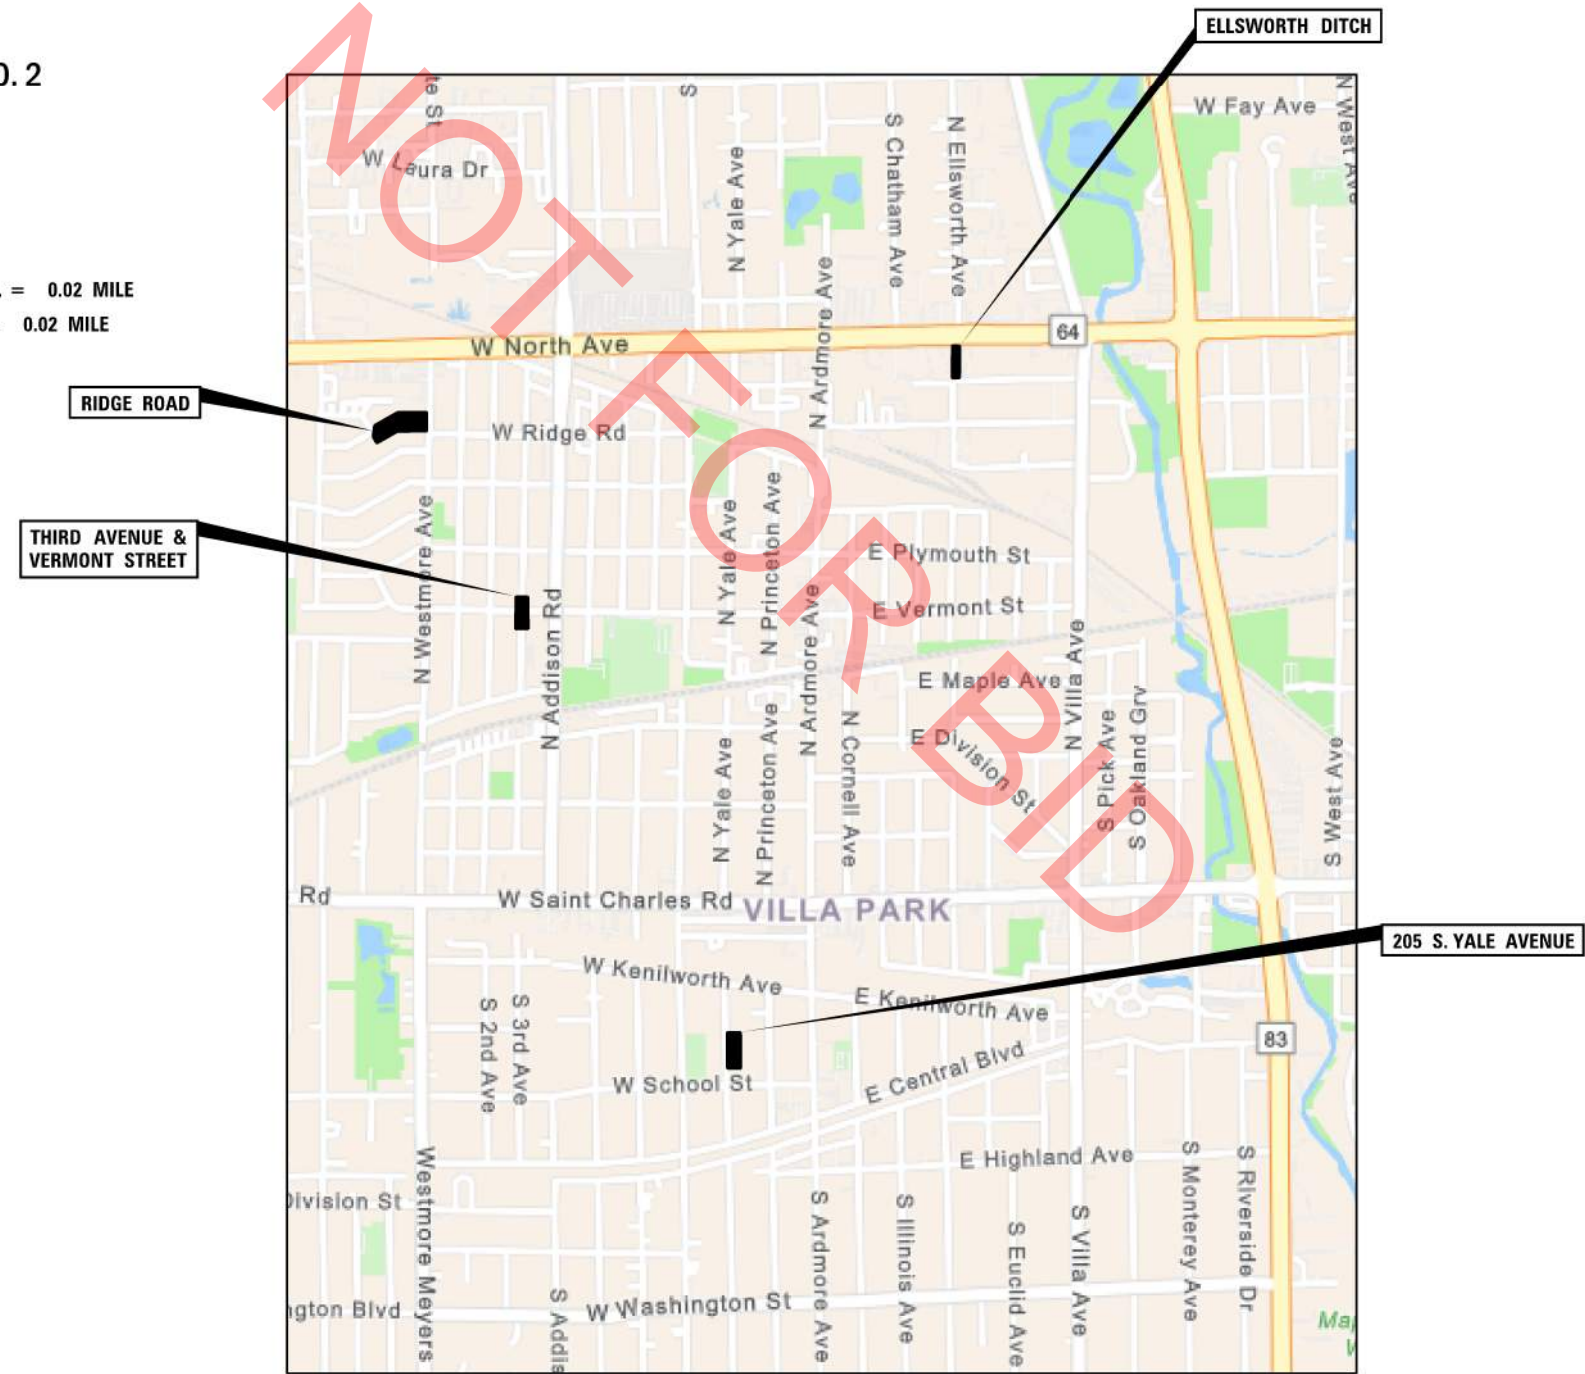 ELLSWORTH DITCH
O. 2
W Fay Ave
N West Ave
te St
S
W Laura Dr
N Yale Ave
S Chatham Ave
N Ellsworth Ave
N Ardmore Ave
= 0.02 MILE
0.02 MILE
64
W North Ave
RIDGE ROAD
W Ridge Rd
THIRD AVENUE &
VERMONT STREET
N Westmore Ave
N Yale Ave
N Princeton Ave
E Plymouth St
E Vermont St
N Addison Rd
N Ardmore Ave
N Villa Ave
E Maple Ave
E Division St
N Yale Ave
N Princeton Ave
N Cornell Ave
S Pick Ave
S Oakland Grv
S West Ave
Rd
W Saint Charles Rd
VILLA PARK
205 S. YALE AVENUE
W Kenilworth Ave
E Kenilworth Ave
S 2nd Ave
S 3rd Ave
83
W School St
E Central Blvd
E Highland Ave
Westmore Meyers
Division St
S Ardmore Ave
S Illinois Ave
S Euclid Ave
S Villa Ave
S Monterey Ave
S Riverside Dr
ngton Blvd
S Addis
W Washington St
Ma
NOT FOR BID